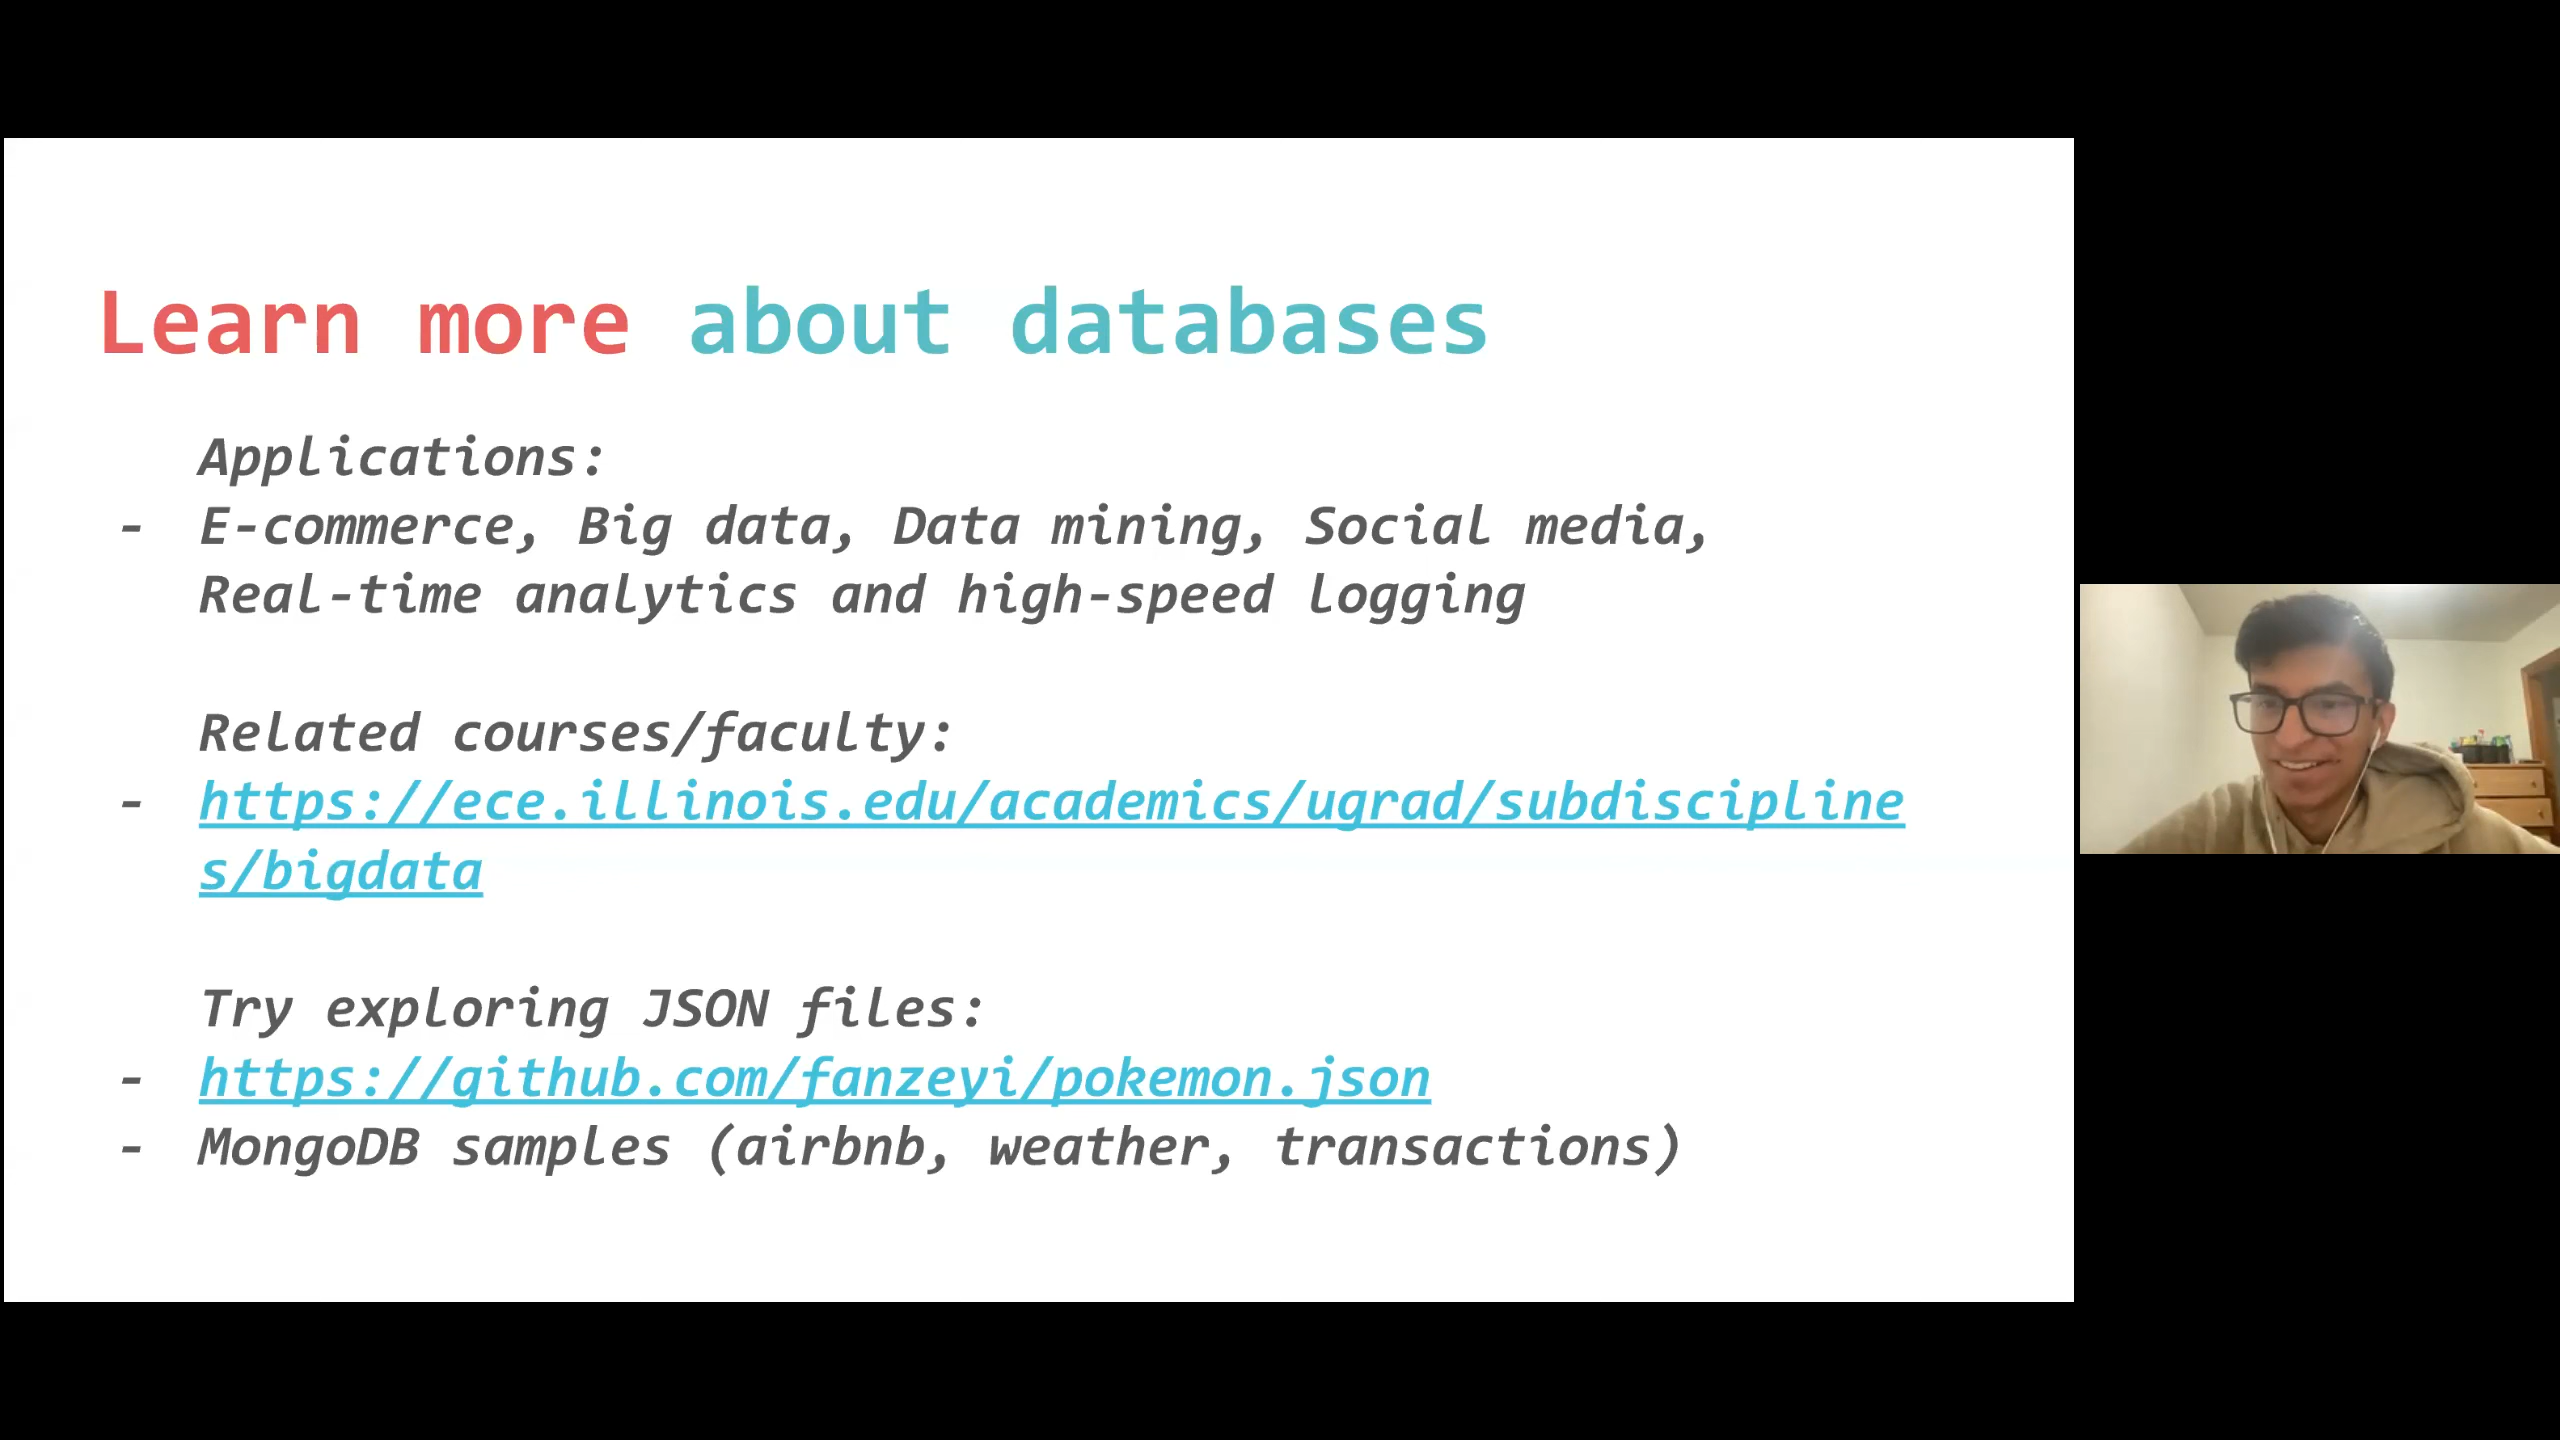 Learn more about databases
Applications:
- E-commerce, Big data, Data mining, Social media,
Real-time analytics and high-speed logging
Related courses/faculty:
- https://ece.illinois.edu/academics/ugrad/subdiscipline
s/bigdata
Try exploring JSON files:
- https://github.com/fanzeyi/pokemon.json
- MongoDB samples (airbnb, weather, transactions)